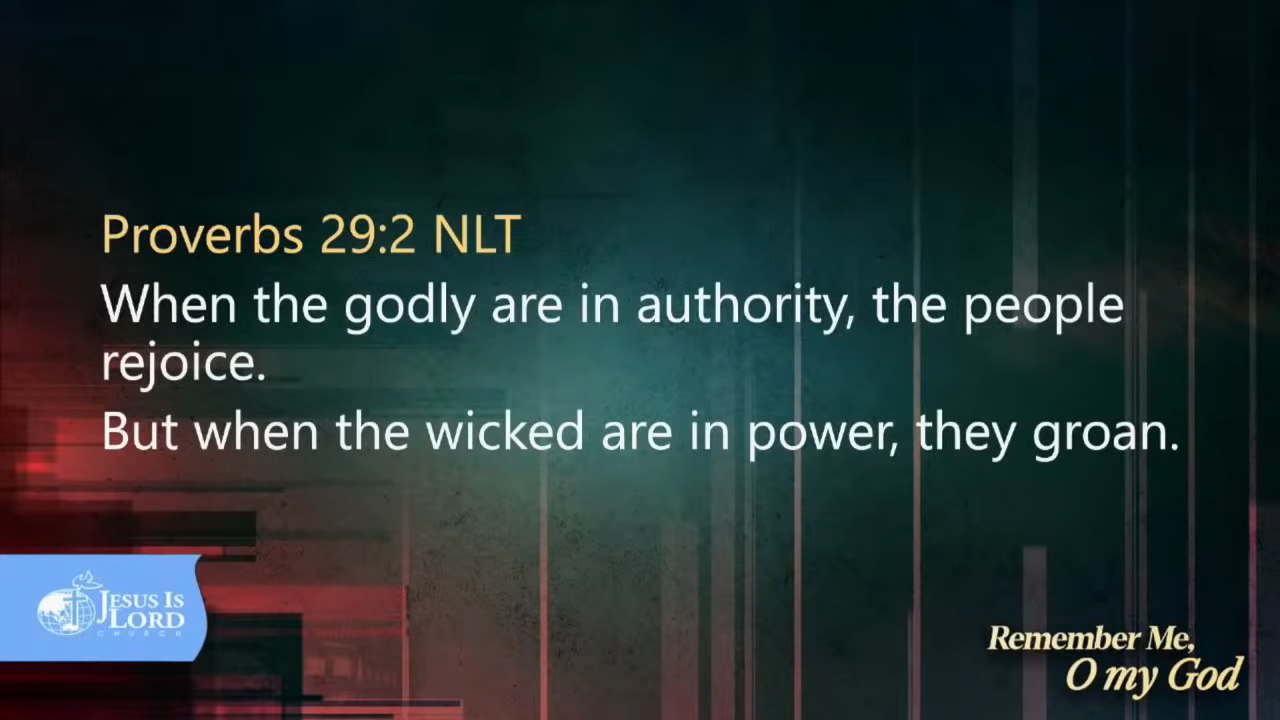 Proverbs 29:2 NLT
When the godly are in authority, the people
rejoice.
But when the wicked are in power, they groan.
JESUS IS
LORD
CHURCH
Remember Me,
O my God